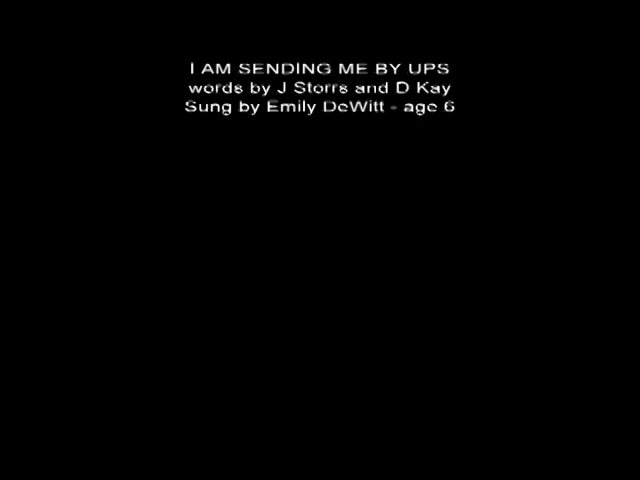 I AM SENDING ME BY UPS
words by J Storrs and D Kay
Sung by Emily DeWitt - age 6